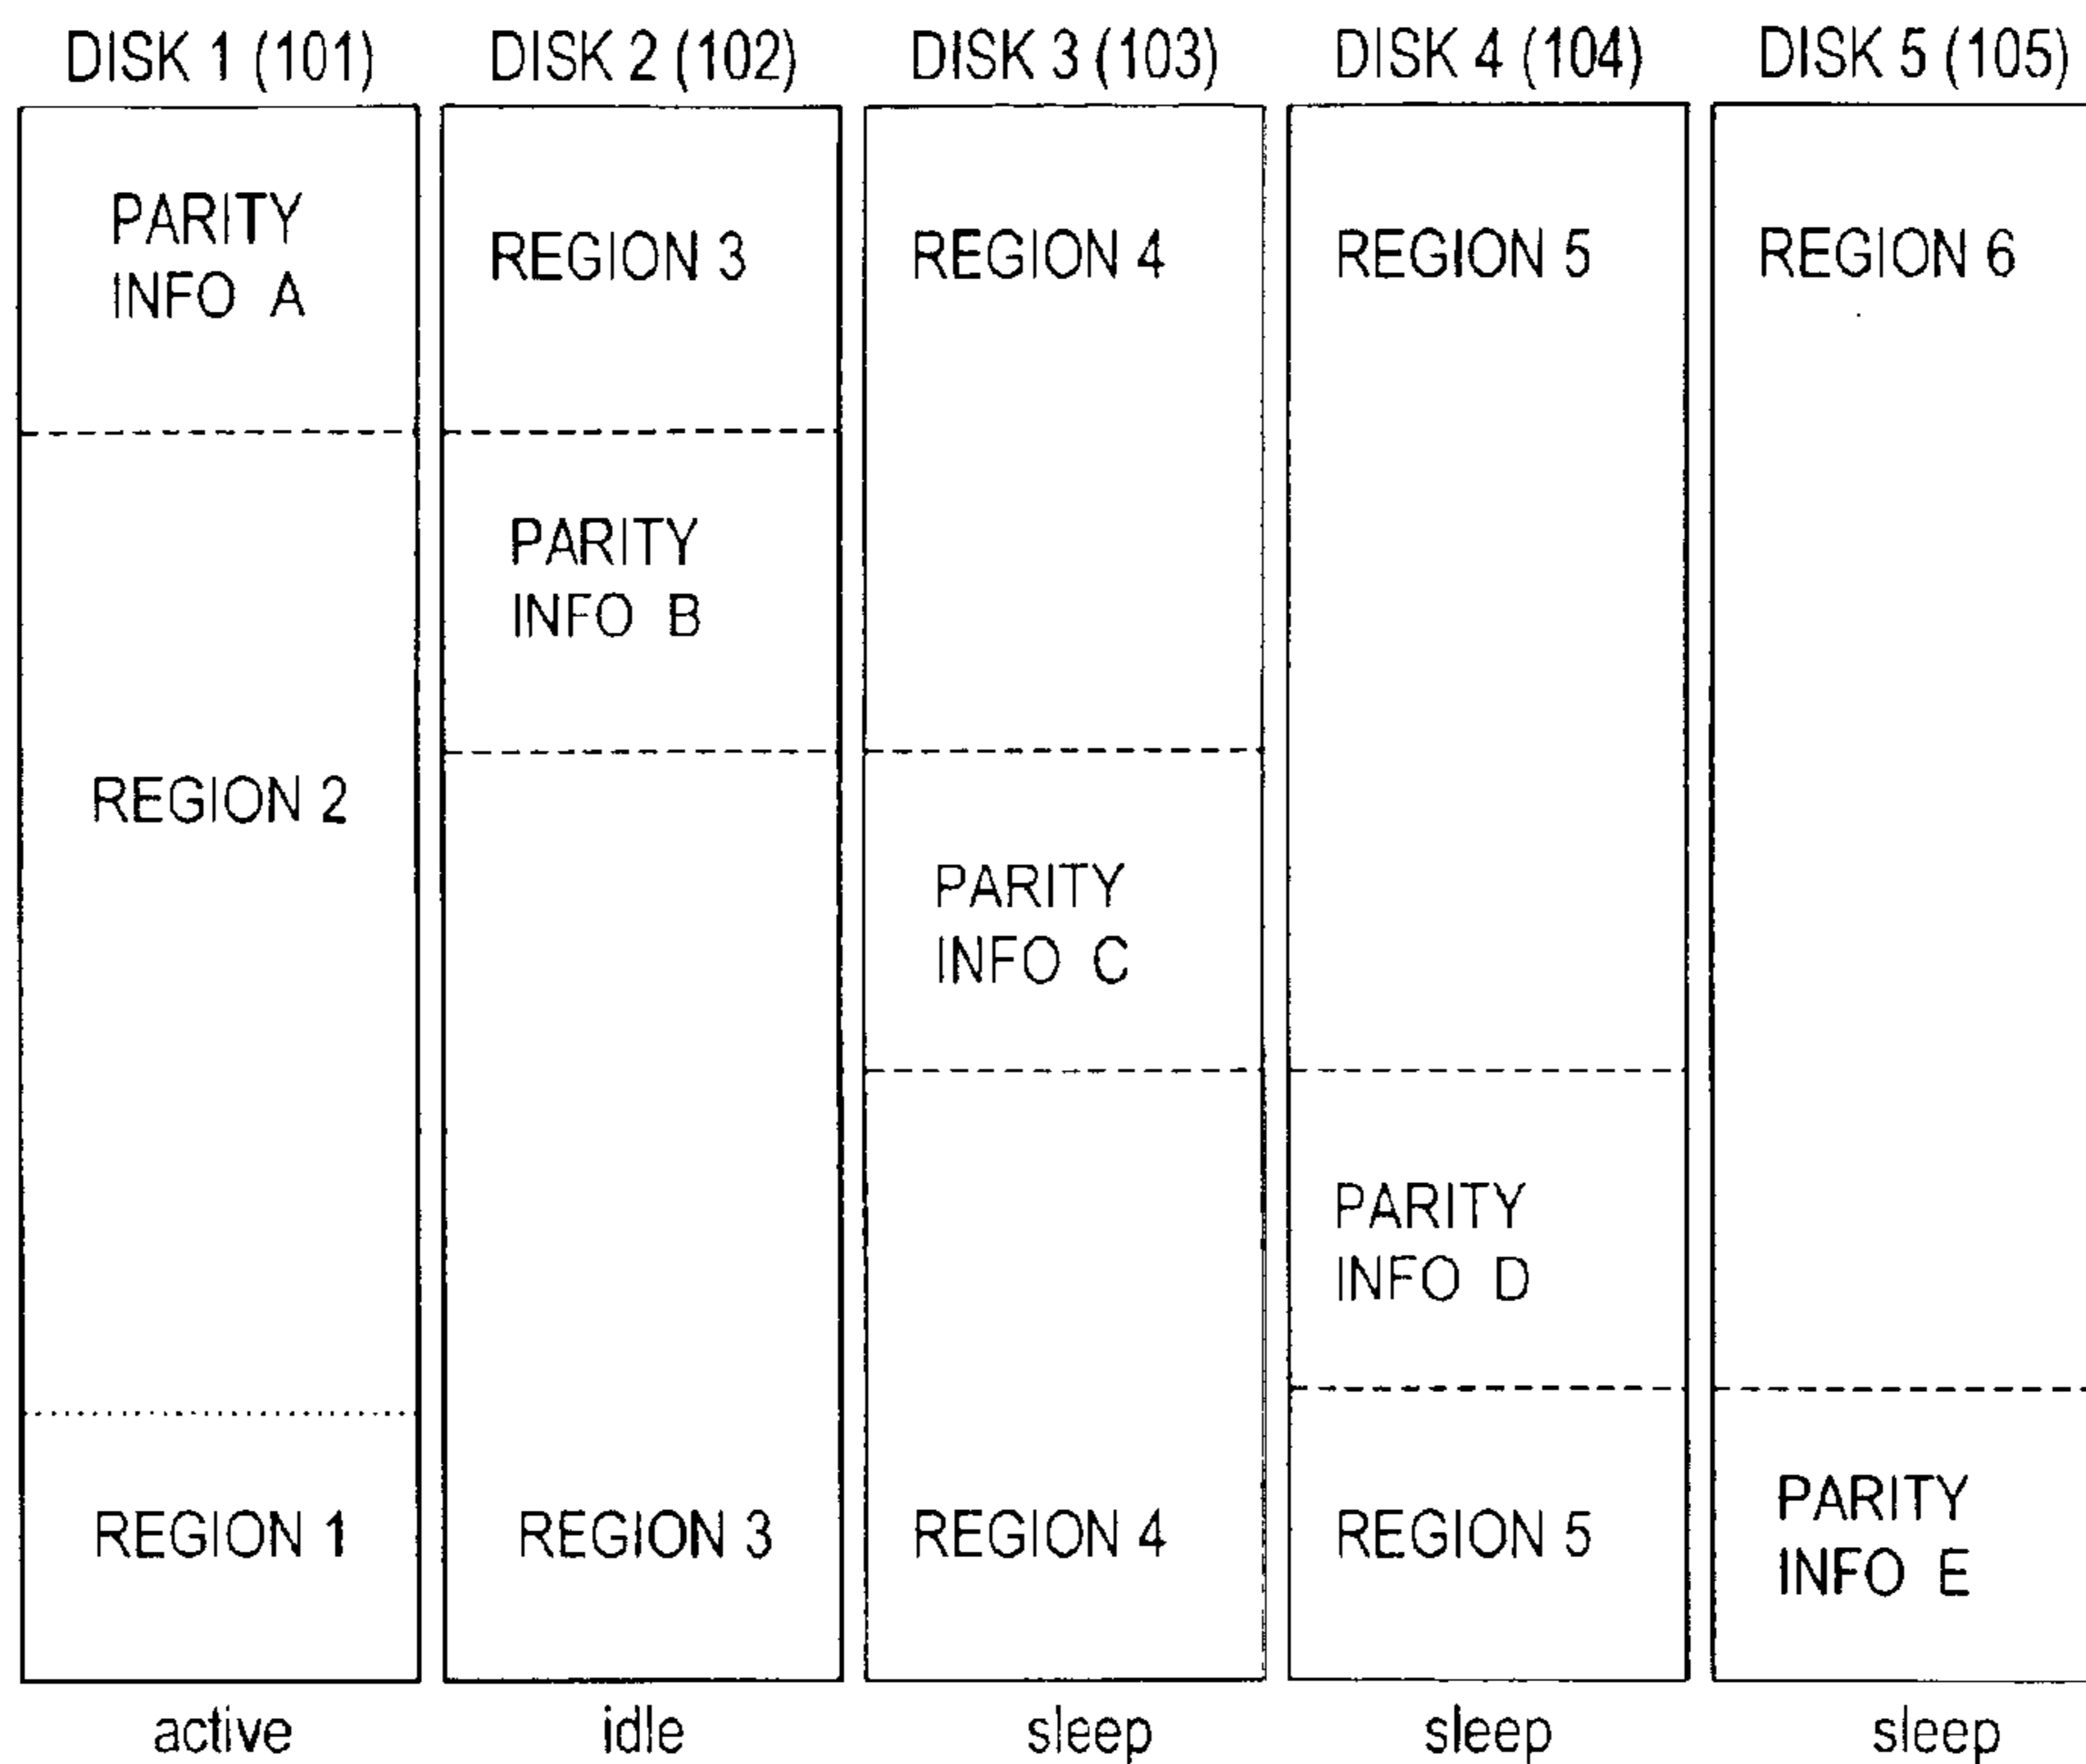 DISK 1 (101)
DISK 2 (102)
DISK 3 (103)
DISK 4 (104)
DISK 5 (105)
PARITY
INFO A
REGION 3
REGION 4
REGION 5
REGION 6
PARITY
INFO B
REGION 2
PARITY
INFO C
PARITY
INFO D
REGION 1
REGION 3
REGION 4
REGION 5
PARITY
INFO E
active
idle
sleep
sleep
sleep